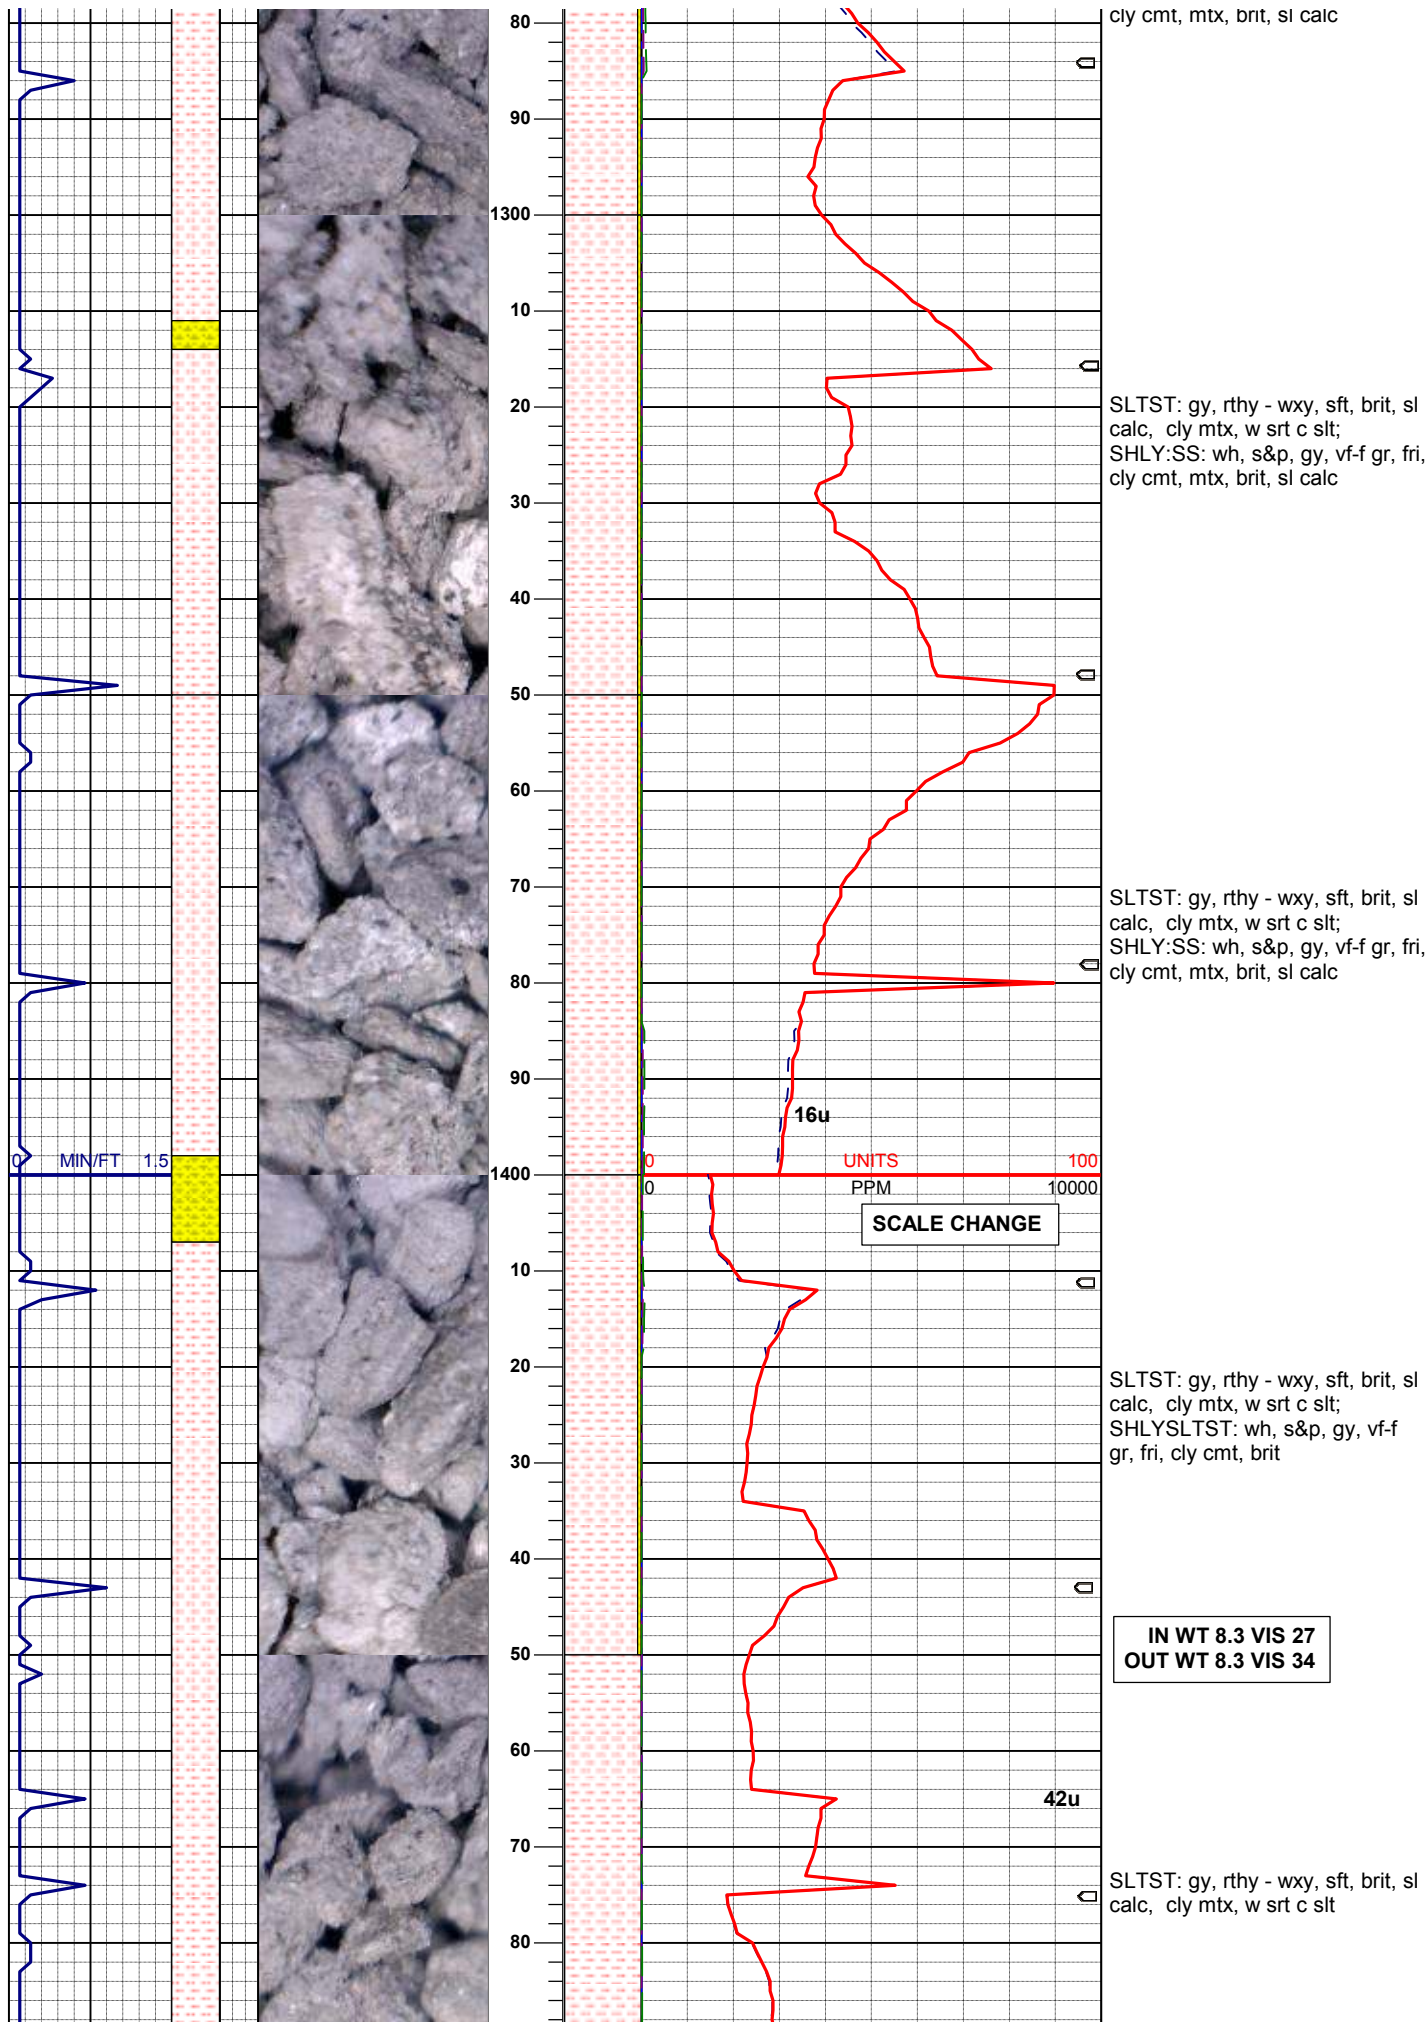 80
cly cmt, mtx, brit, sl calc
90
1300
10
20
SLTST: gy, rthy - wxy, sft, brit, sl
calc, cly mtx, w srt c slt;
SHLY:SS: wh, s&p, gy, vf-f gr, fri,
cly cmt, mtx, brit, sl calc
30
40
50
60
70
SLTST: gy, rthy - wxy, sft, brit, sl
calc, cly mtx, w srt c slt;
SHLY:SS: wh, s&p, gy, vf-f gr, fri,
cly cmt, mtx, brit, sl calc
80
90
16u
0 MIN/FT 1.5
0 UNITS 100
1400
0 PPM 10000
SCALE CHANGE
10
20
SLTST: gy, rthy - wxy, sft, brit, sl
calc, cly mtx, w srt c slt;
SHLYSLTST: wh, s&p, gy, vf-f
gr, fri, cly cmt, brit
30
40
IN WT 8.3 VIS 27
OUT WT 8.3 VIS 34
50
60
42u
70
SLTST: gy, rthy - wxy, sft, brit, sl
calc, cly mtx, w srt c slt
80